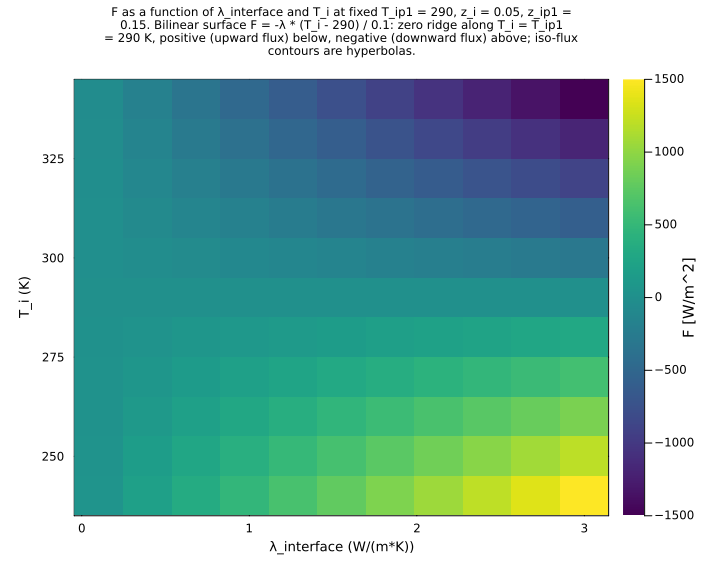 F as a function of λ_interface and T_i at fixed T_ip1 = 290, z_i = 0.05, z_ip1 =
0.15. Bilinear surface F = -λ * (T_i - 290) / 0.1: zero ridge along T_i = T_ip1
= 290 K, positive (upward flux) below, negative (downward flux) above; iso-flux
contours are hyperbolas.
325
300
275
250
T_i (K)
0
1
2
3
λ_interface (W/(m*K))
1500
1000
500
0
−500
−1000
−1500
F [W/m^2]